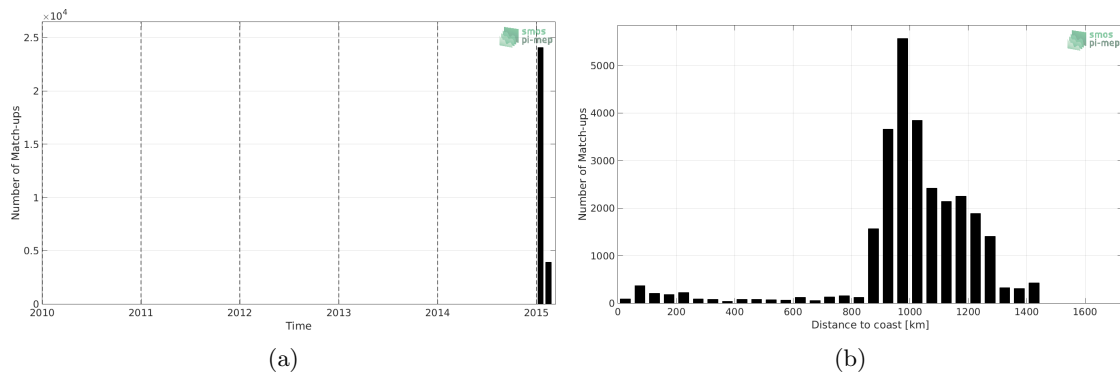 ×10⁴
2.5
2
1.5
1
0.5
0
Number of Match-ups
2010 2011 2012 2013 2014 2015
Time
smos
pi-mep
(a)
5000
4000
3000
2000
1000
0
Number of Match-ups
0 200 400 600 800 1000 1200 1400 1600
Distance to coast [km]
smos
pi-mep
(b)